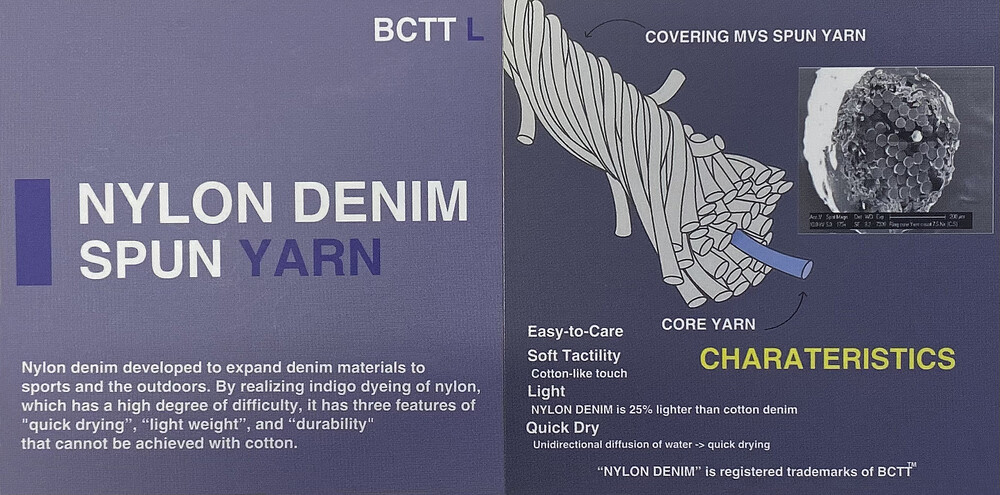 BCTT L
NYLON DENIM
SPUN YARN
Nylon denim developed to expand denim materials to
sports and the outdoors. By realizing indigo dyeing of nylon,
which has a high degree of difficulty, it has three features of
"quick drying”, “light weight”, and “durability"
that cannot be achieved with cotton.
COVERING MVS SPUN YARN
200 µm
CORE YARN
CHARATERISTICS
Easy-to-Care
Soft Tactility
Cotton-like touch
Light
NYLON DENIM is 25% lighter than cotton denim
Quick Dry
Unidirectional diffusion of water -> quick drying
“NYLON DENIM” is registered trademarks of BCTT™